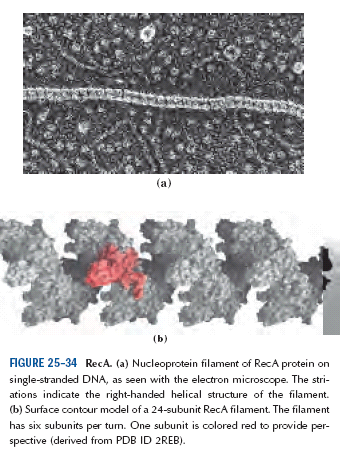 (a)
(b)
FIGURE 25–34 RecA. (a) Nucleoprotein filament of RecA protein on
single-stranded DNA, as seen with the electron microscope. The stri-
ations indicate the right-handed helical structure of the filament.
(b) Surface contour model of a 24-subunit RecA filament. The filament
has six subunits per turn. One subunit is colored red to provide per-
spective (derived from PDB ID 2REB).